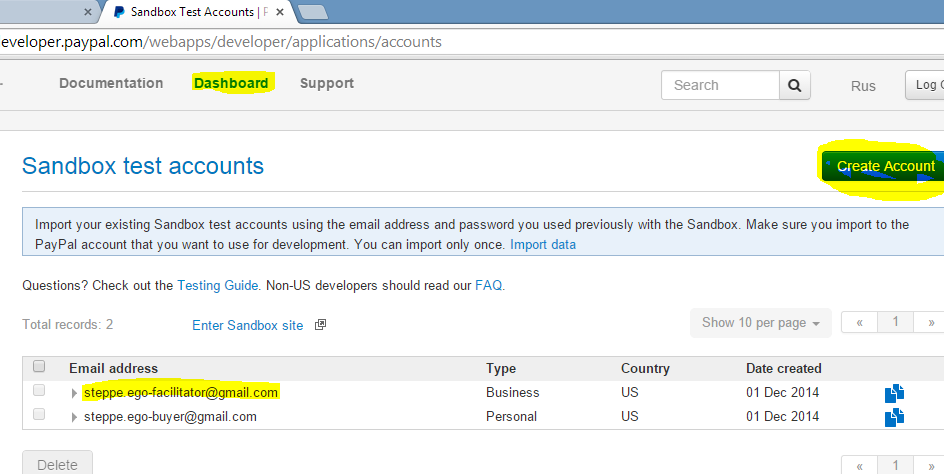 Sandbox Test Accounts | P
eveloper.paypal.com/webapps/developer/applications/accounts
Documentation Dashboard Support Search Rus Log
Sandbox test accounts
Create Account
Import your existing Sandbox test accounts using the email address and password you used previously with the Sandbox. Make sure you import to the
PayPal account that you want to use for development. You can import only once. Import data
Questions? Check out the Testing Guide. Non-US developers should read our FAQ.
Total records: 2 Enter Sandbox site Show 10 per page « 1 »
Email address Type Country Date created
steppe.ego-facilitator@gmail.com Business US 01 Dec 2014
steppe.ego-buyer@gmail.com Personal US 01 Dec 2014
Delete « 1 »